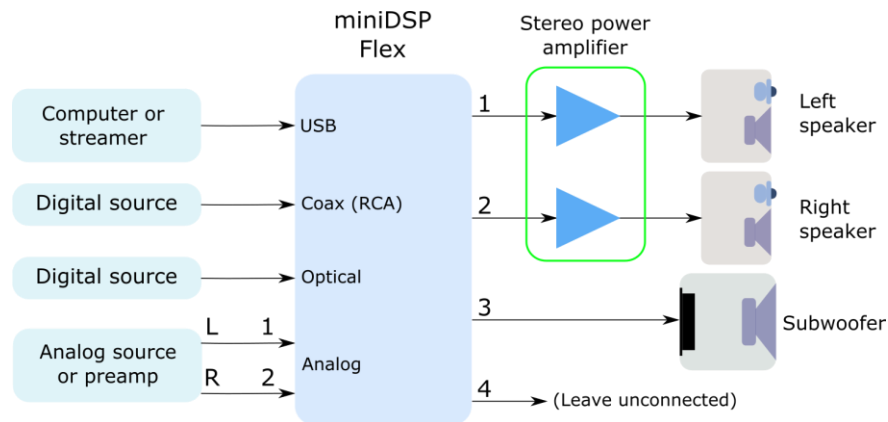 miniDSP
Flex
Stereo power
amplifier
Computer or
streamer
USB
1
Left
speaker
Digital source
Coax (RCA)
2
Right
speaker
Digital source
Optical
3
Subwoofer
L 1
Analog source
or preamp
R 2
Analog
4
(Leave unconnected)